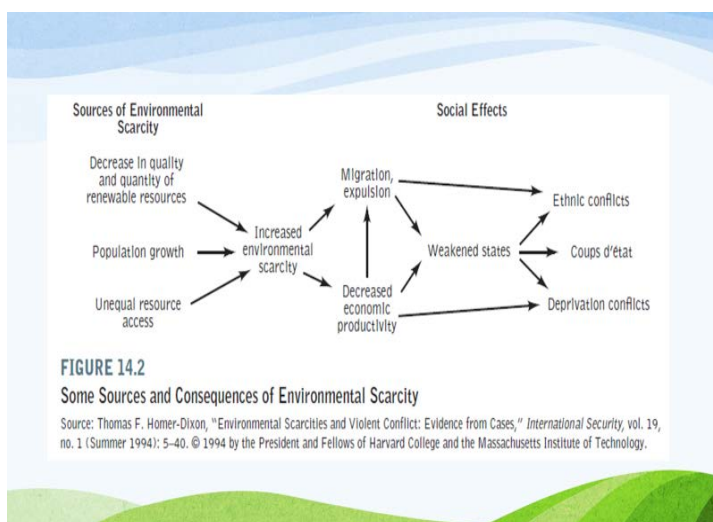 Sources of Environmental
Scarcity
Social Effects
Decrease in quality
and quantity of
renewable resources
Population growth
Unequal resource
access
Increased
environmental
scarcity
Migration,
expulsion
Decreased
economic
productivity
Weakened states
Ethnic conflicts
Coups d'état
Deprivation conflicts
FIGURE 14.2
Some Sources and Consequences of Environmental Scarcity
Source: Thomas F. Homer-Dixon, "Environmental Scarcities and Violent Conflict: Evidence from Cases," International Security, vol. 19,
no. 1 (Summer 1994): 5–40. © 1994 by the President and Fellows of Harvard College and the Massachusetts Institute of Technology.